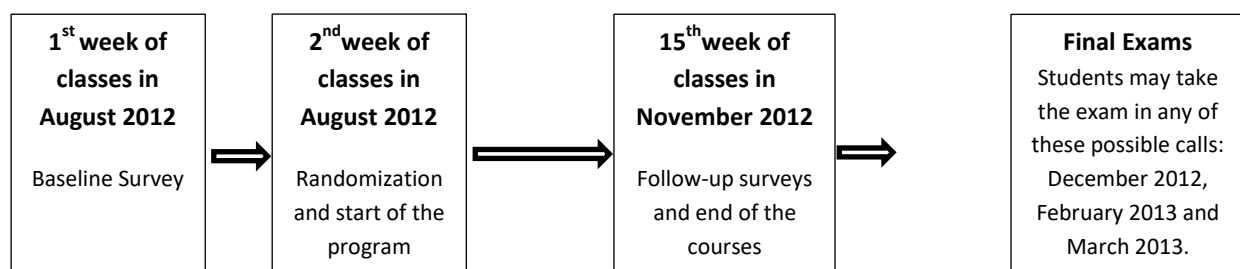 1st week of
classes in
August 2012
Baseline Survey
2nd week of
classes in
August 2012
Randomization
and start of the
program
15th week of
classes in
November 2012
Follow-up surveys
and end of the
courses
Final Exams
Students may take
the exam in any of
these possible calls:
December 2012,
February 2013 and
March 2013.